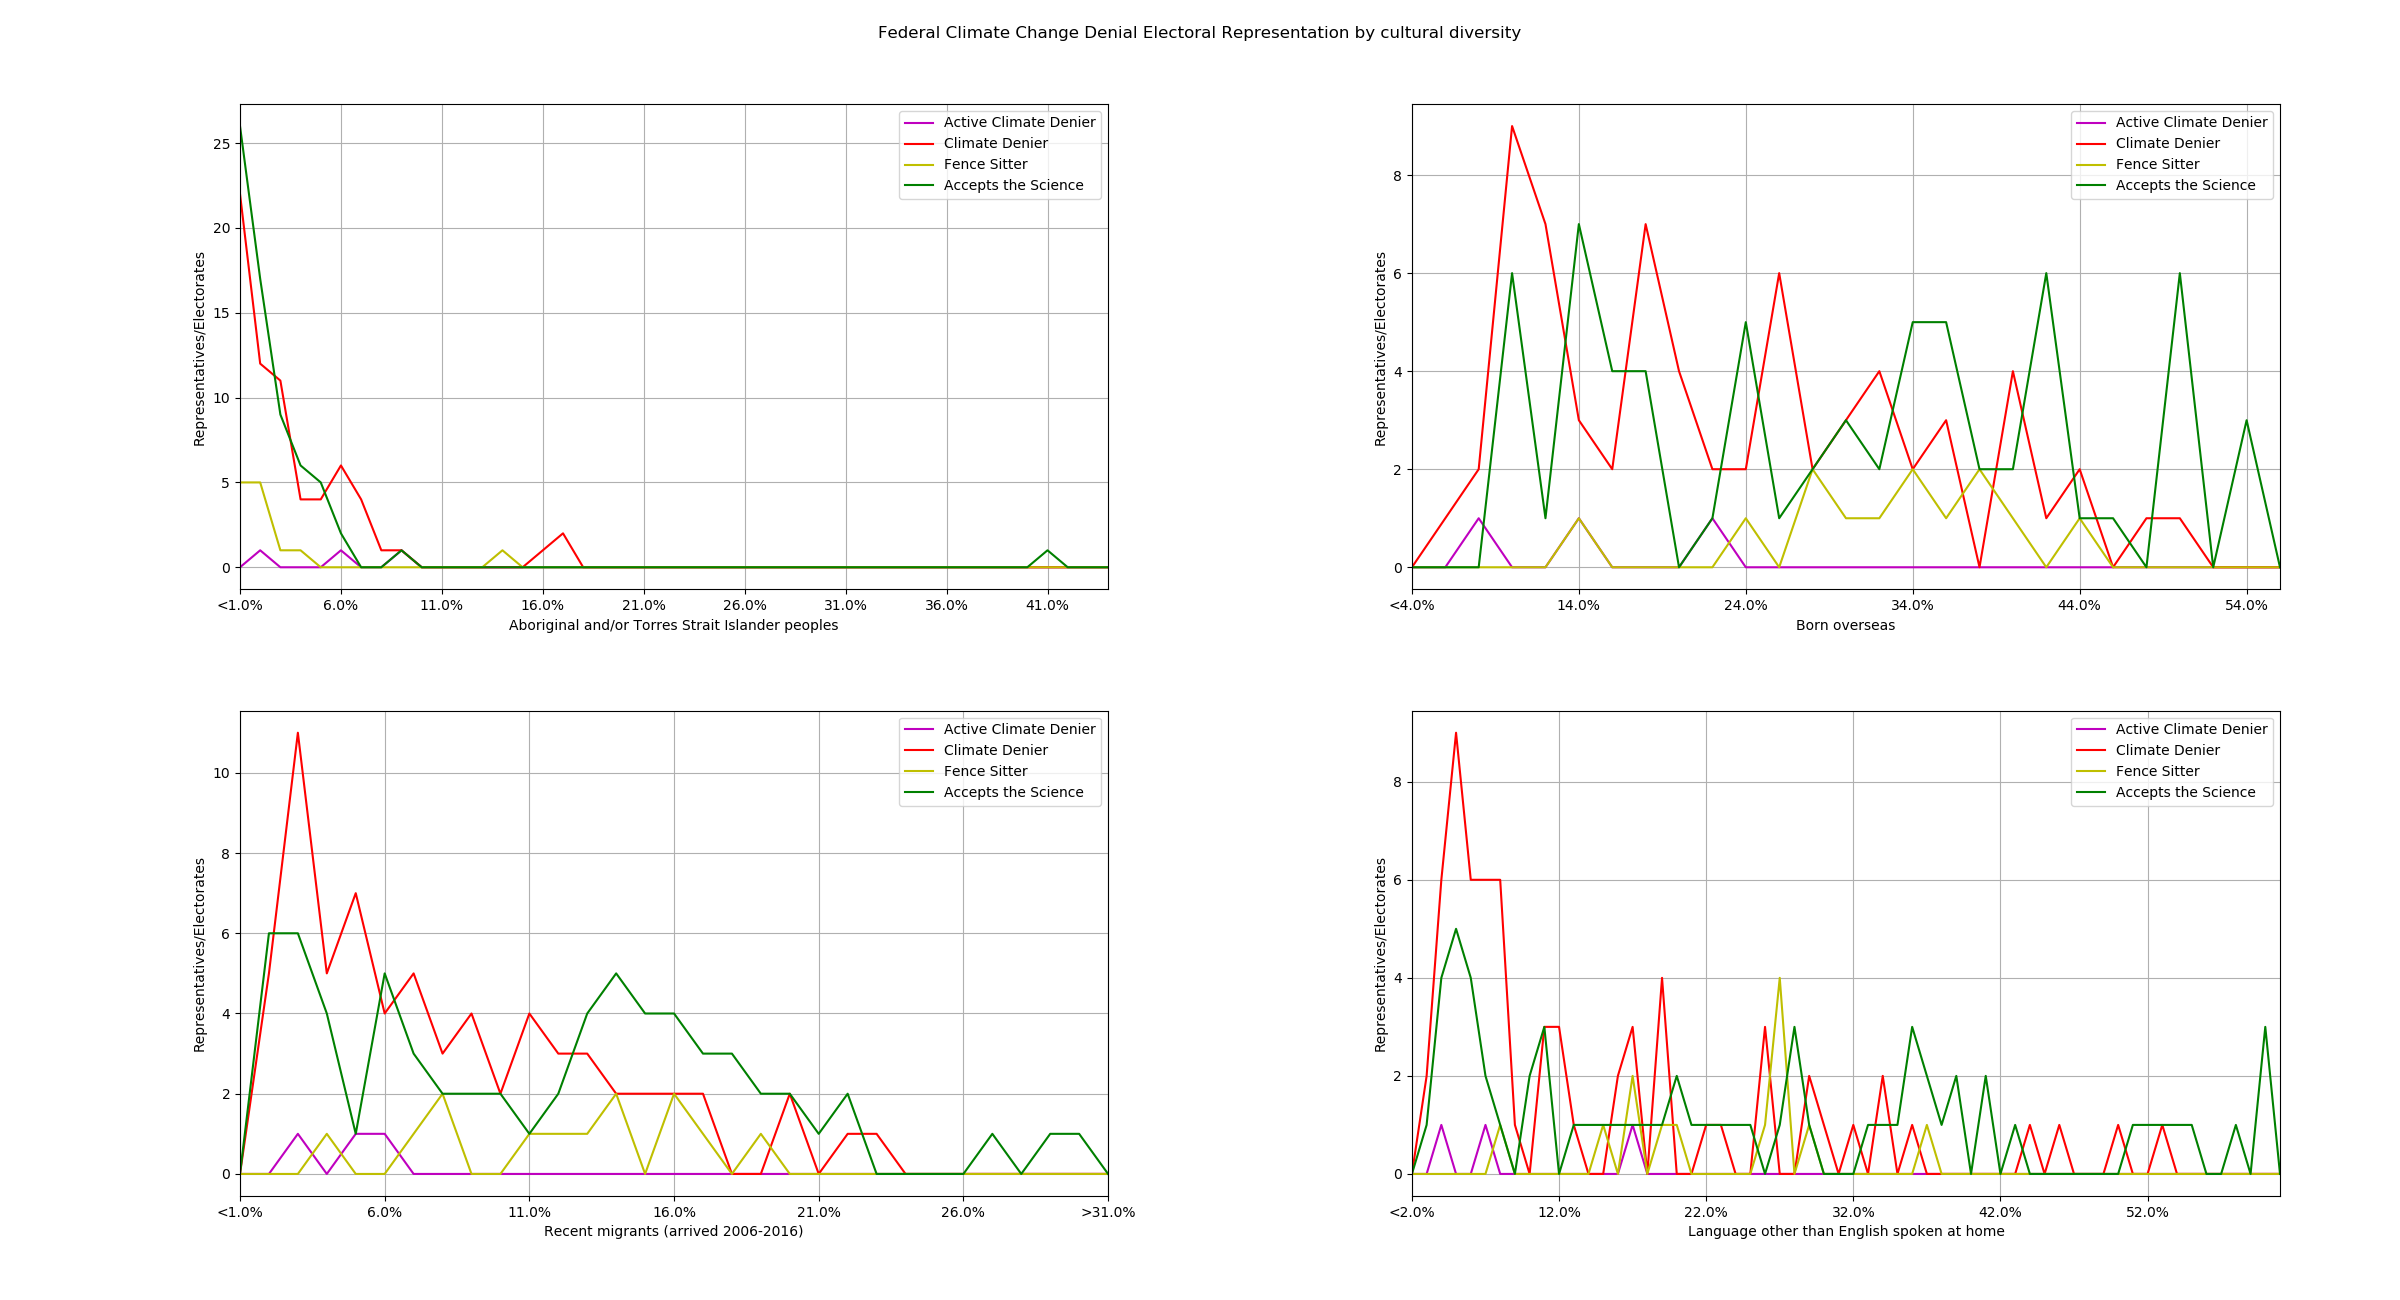 Federal Climate Change Denial Electoral Representation by cultural diversity
Active Climate Denier
Climate Denier
Fence Sitter
Accepts the Science
25
20
15
10
5
0
Representatives/Electorates
<1.0% 6.0% 11.0% 16.0% 21.0% 26.0% 31.0% 36.0% 41.0%
Aboriginal and/or Torres Strait Islander peoples
Active Climate Denier
Climate Denier
Fence Sitter
Accepts the Science
8
6
4
2
0
Representatives/Electorates
<4.0% 14.0% 24.0% 34.0% 44.0% 54.0%
Born overseas
Active Climate Denier
Climate Denier
Fence Sitter
Accepts the Science
10
8
6
4
2
0
Representatives/Electorates
<1.0% 6.0% 11.0% 16.0% 21.0% 26.0% >31.0%
Recent migrants (arrived 2006-2016)
Active Climate Denier
Climate Denier
Fence Sitter
Accepts the Science
8
6
4
2
0
Representatives/Electorates
<2.0% 12.0% 22.0% 32.0% 42.0% 52.0%
Language other than English spoken at home